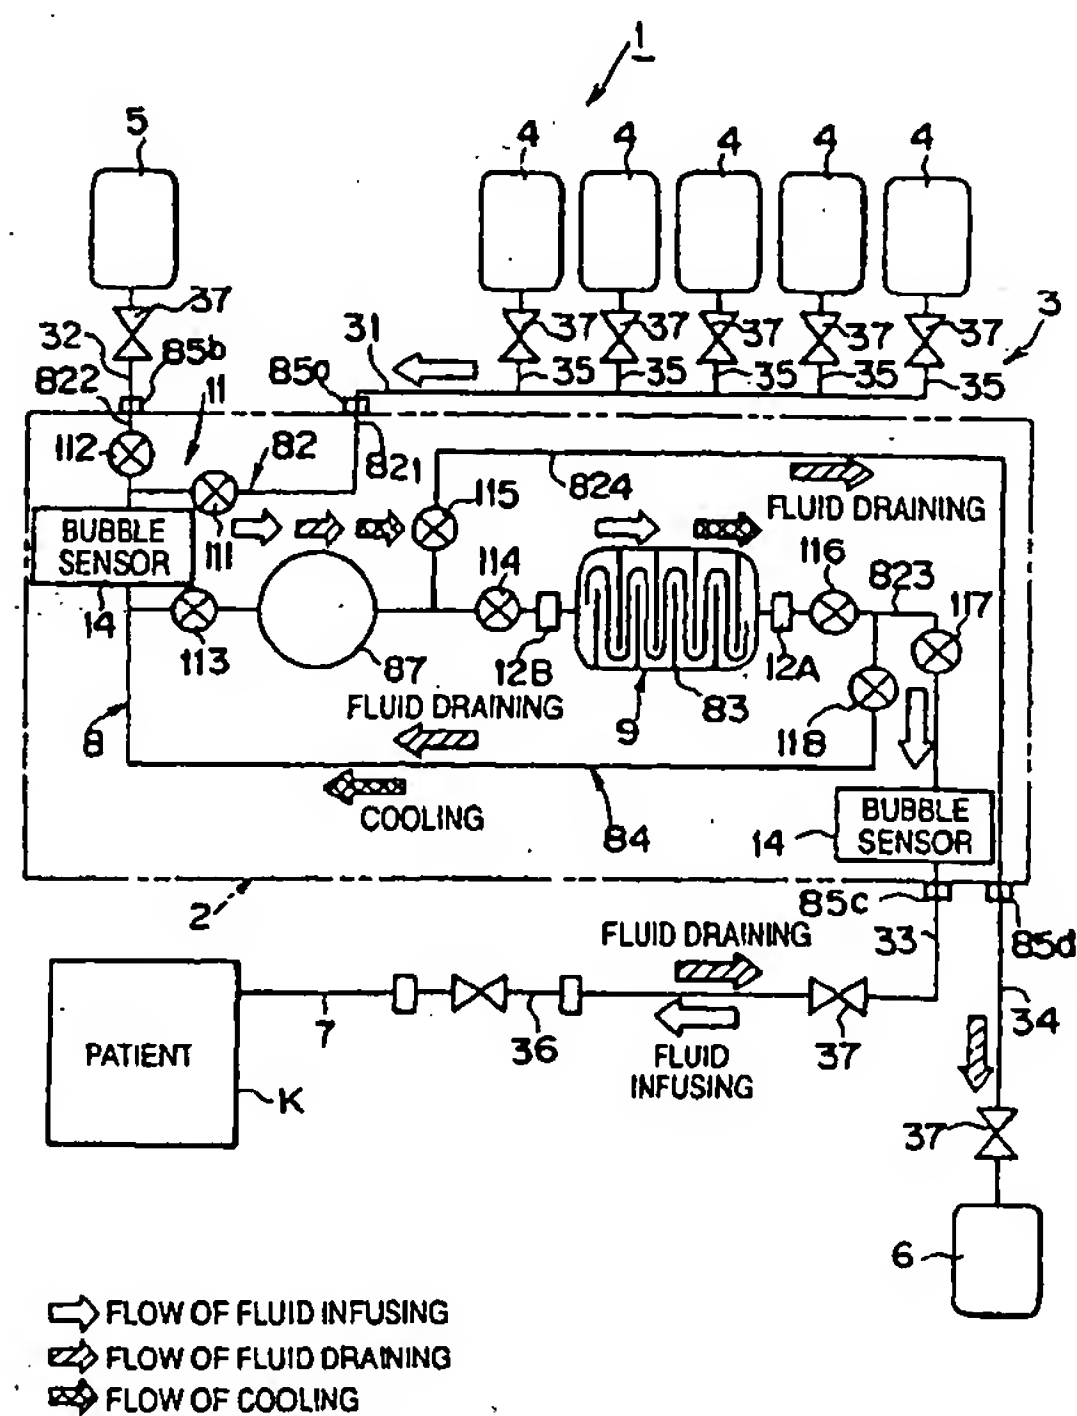 1
5
4 4 4 4 4
37
32
85b
822
11
31
85a
37 37 37 37 37
3
35 35 35 35 35
112
82
821
824
FLUID DRAINING
115
BUBBLE
SENSOR
111
14
113
87
114
12B
9
83
12A
116
823
117
118
FLUID DRAINING
8
COOLING
84
BUBBLE
SENSOR
14
2
85c
85d
FLUID DRAINING
33
34
7
36
37
FLUID
INFUSING
PATIENT
K
37
6
FLOW OF FLUID INFUSING
FLOW OF FLUID DRAINING
FLOW OF COOLING